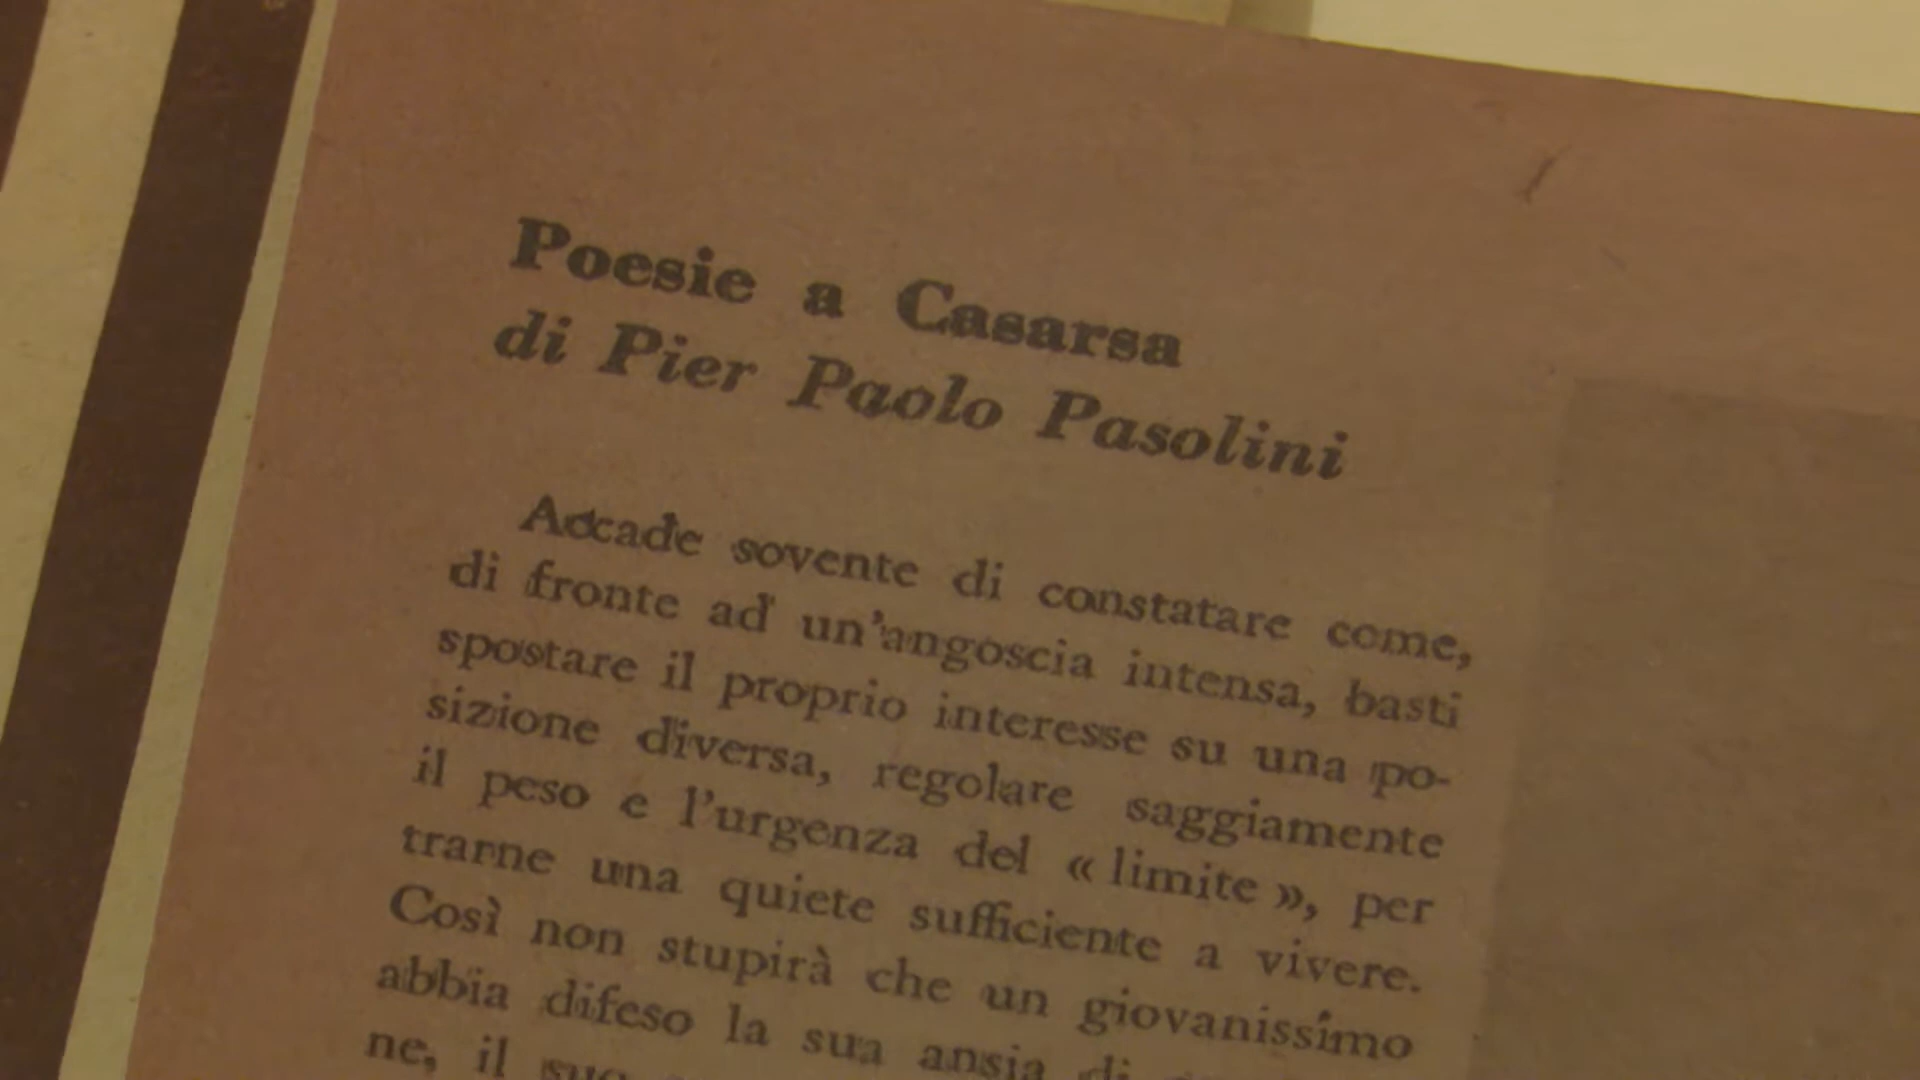 Poesie a Casarsa
di Pier Paolo Pasolini
Accade sovente di constatare come,
di fronte ad un'angoscia intensa, basti
spostare il proprio interesse su una po-
sizione diversa, regolare saggiamente
il peso e l'urgenza del « limite », per
trarne una quiete sufficiente a vivere.
Così non stupirà che un giovanissimo
abbia difeso la sua ansia di
ne, il suo